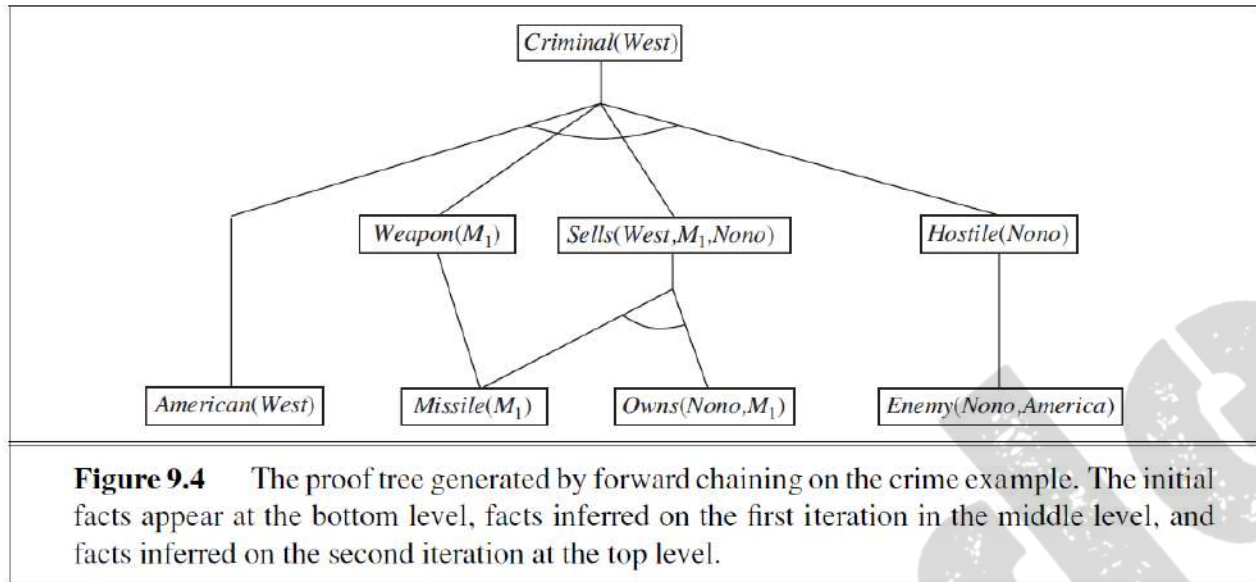 Criminal(West)
Weapon(M₁) Sells(West,M₁,Nono) Hostile(Nono)
American(West) Missile(M₁) Owns(Nono,M₁) Enemy(Nono,America)
Figure 9.4 The proof tree generated by forward chaining on the crime example. The initial
facts appear at the bottom level, facts inferred on the first iteration in the middle level, and
facts inferred on the second iteration at the top level.